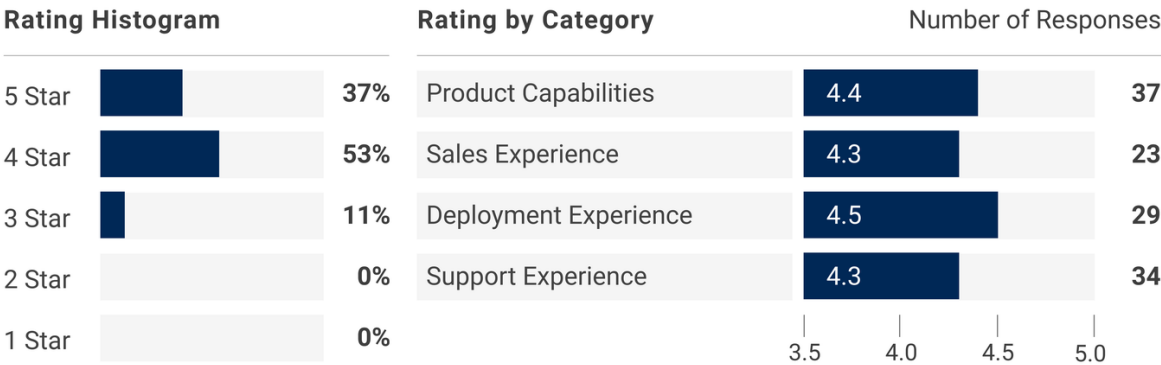 Rating Histogram
5 Star 37%
4 Star 53%
3 Star 11%
2 Star 0%
1 Star 0%
Rating by Category Number of Responses
Product Capabilities 4.4 37
Sales Experience 4.3 23
Deployment Experience 4.5 29
Support Experience 4.3 34
3.5 4.0 4.5 5.0